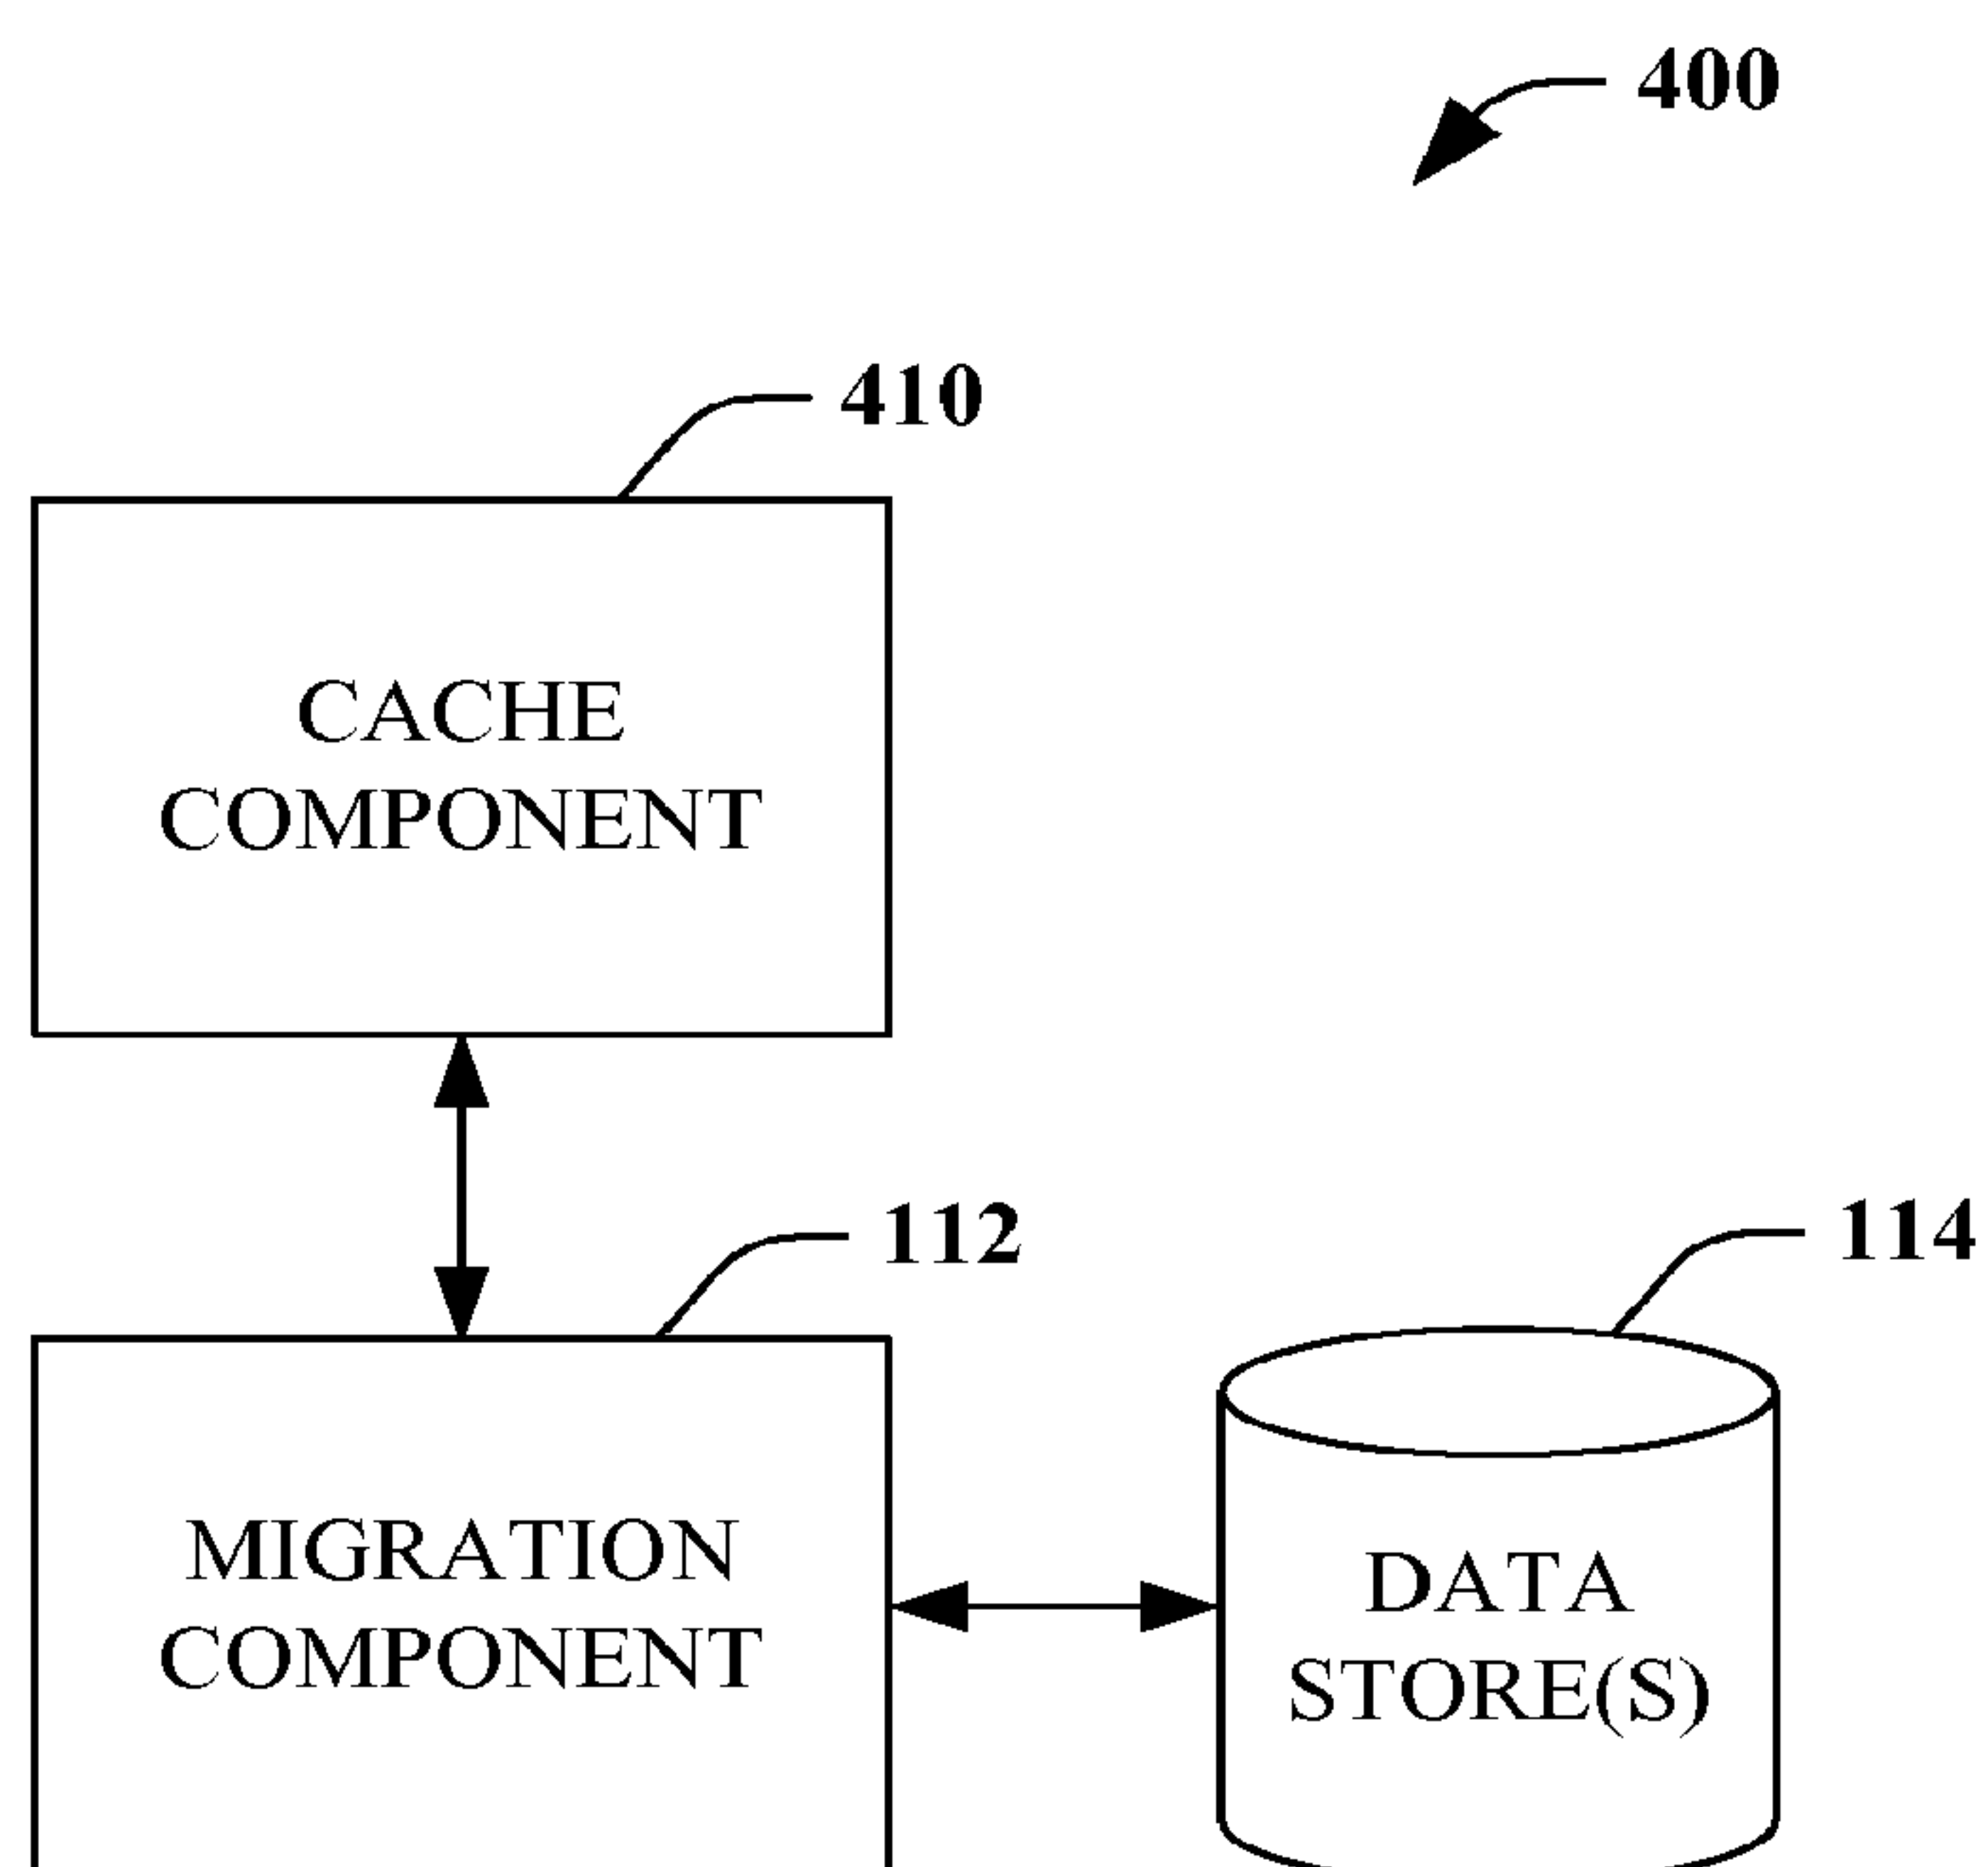 400
410
CACHE
COMPONENT
112
114
MIGRATION
COMPONENT
DATA
STORE(S)